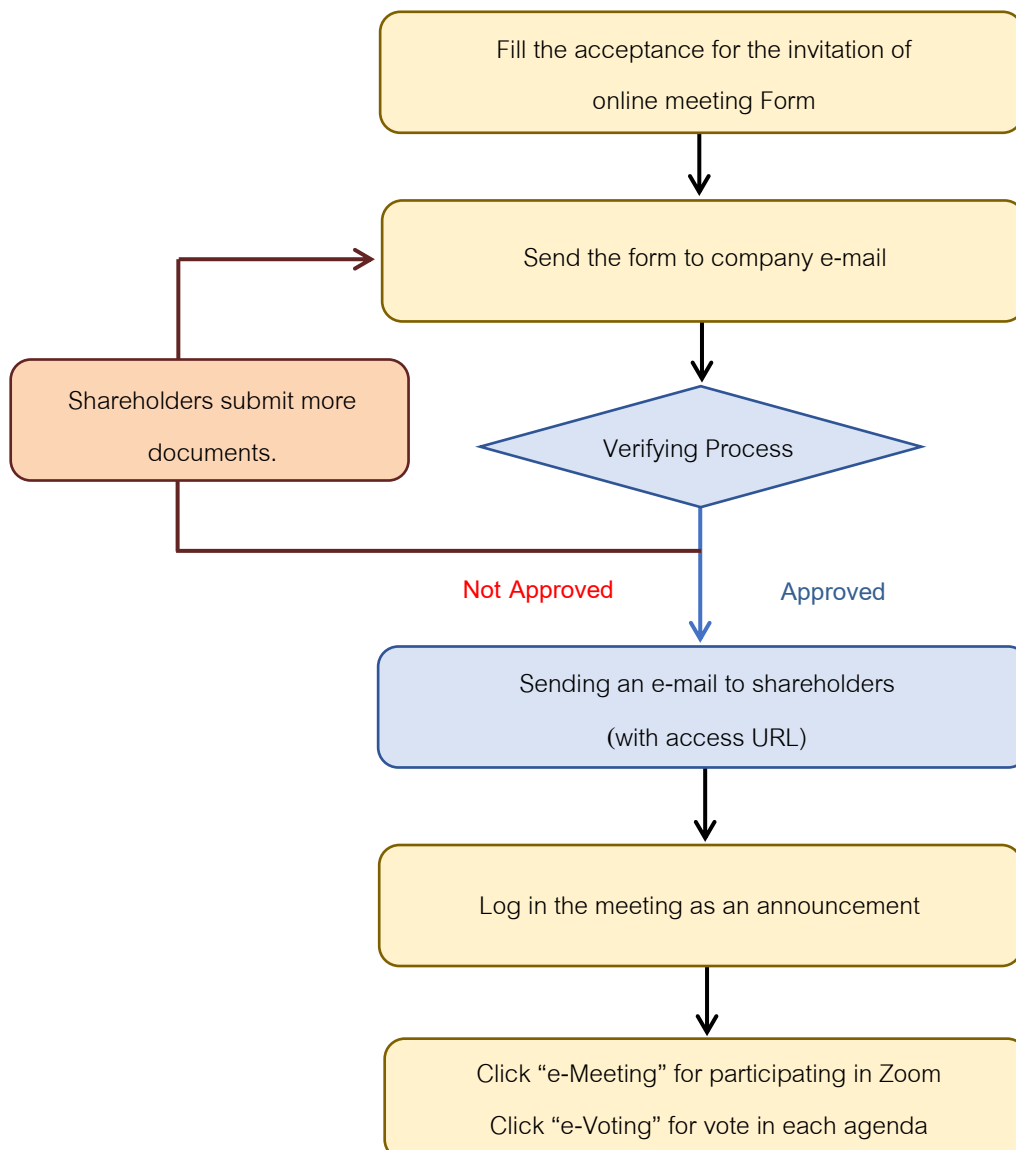 Fill the acceptance for the invitation of
online meeting Form
Send the form to company e-mail
Shareholders submit more
documents.
Verifying Process
Not Approved
Approved
Sending an e-mail to shareholders
(with access URL)
Log in the meeting as an announcement
Click “e-Meeting” for participating in Zoom
Click “e-Voting” for vote in each agenda